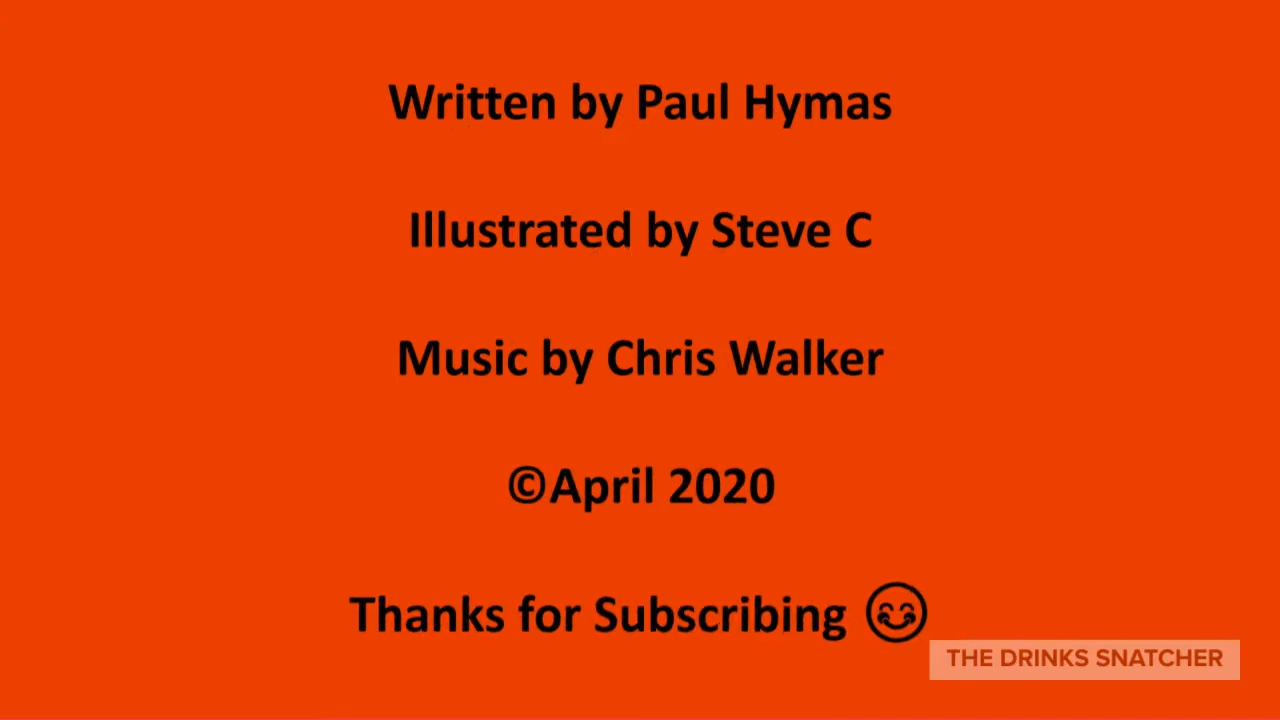 Written by Paul Hymas
Illustrated by Steve C
Music by Chris Walker
©April 2020
Thanks for Subscribing 😊
THE DRINKS SNATCHER